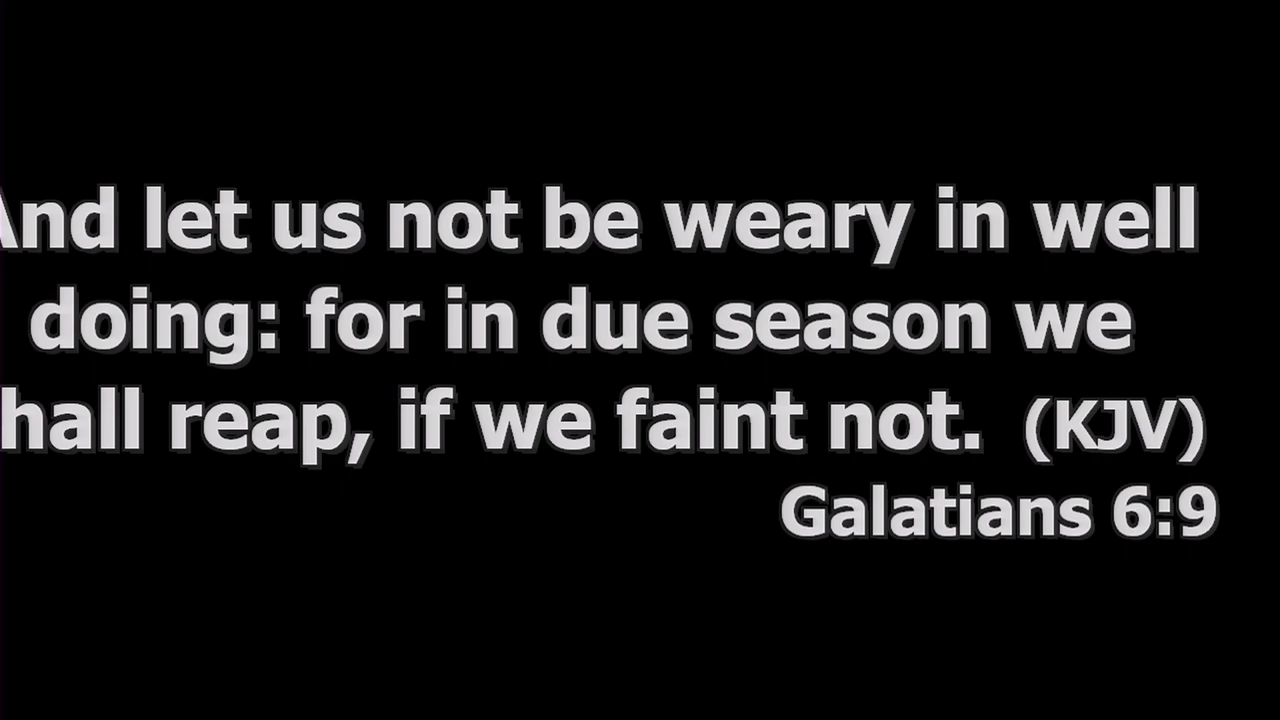 And let us not be weary in well
doing: for in due season we
hall reap, if we faint not. (KJV)
Galatians 6:9